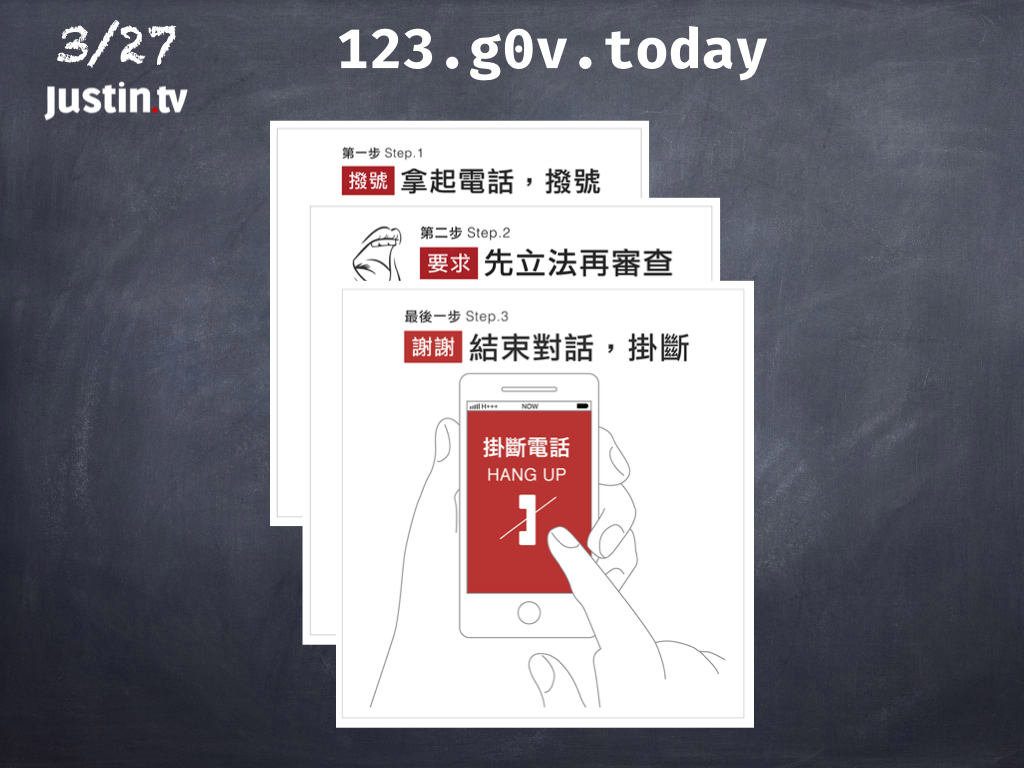 3/27
Justin.tv
123.g0v.today
第一步 Step.1
撥號 拿起電話，撥號
第二步 Step.2
要求 先立法再審查
最後一步 Step.3
謝謝 結束對話，掛斷
H+++ NOW
掛斷電話
HANG UP